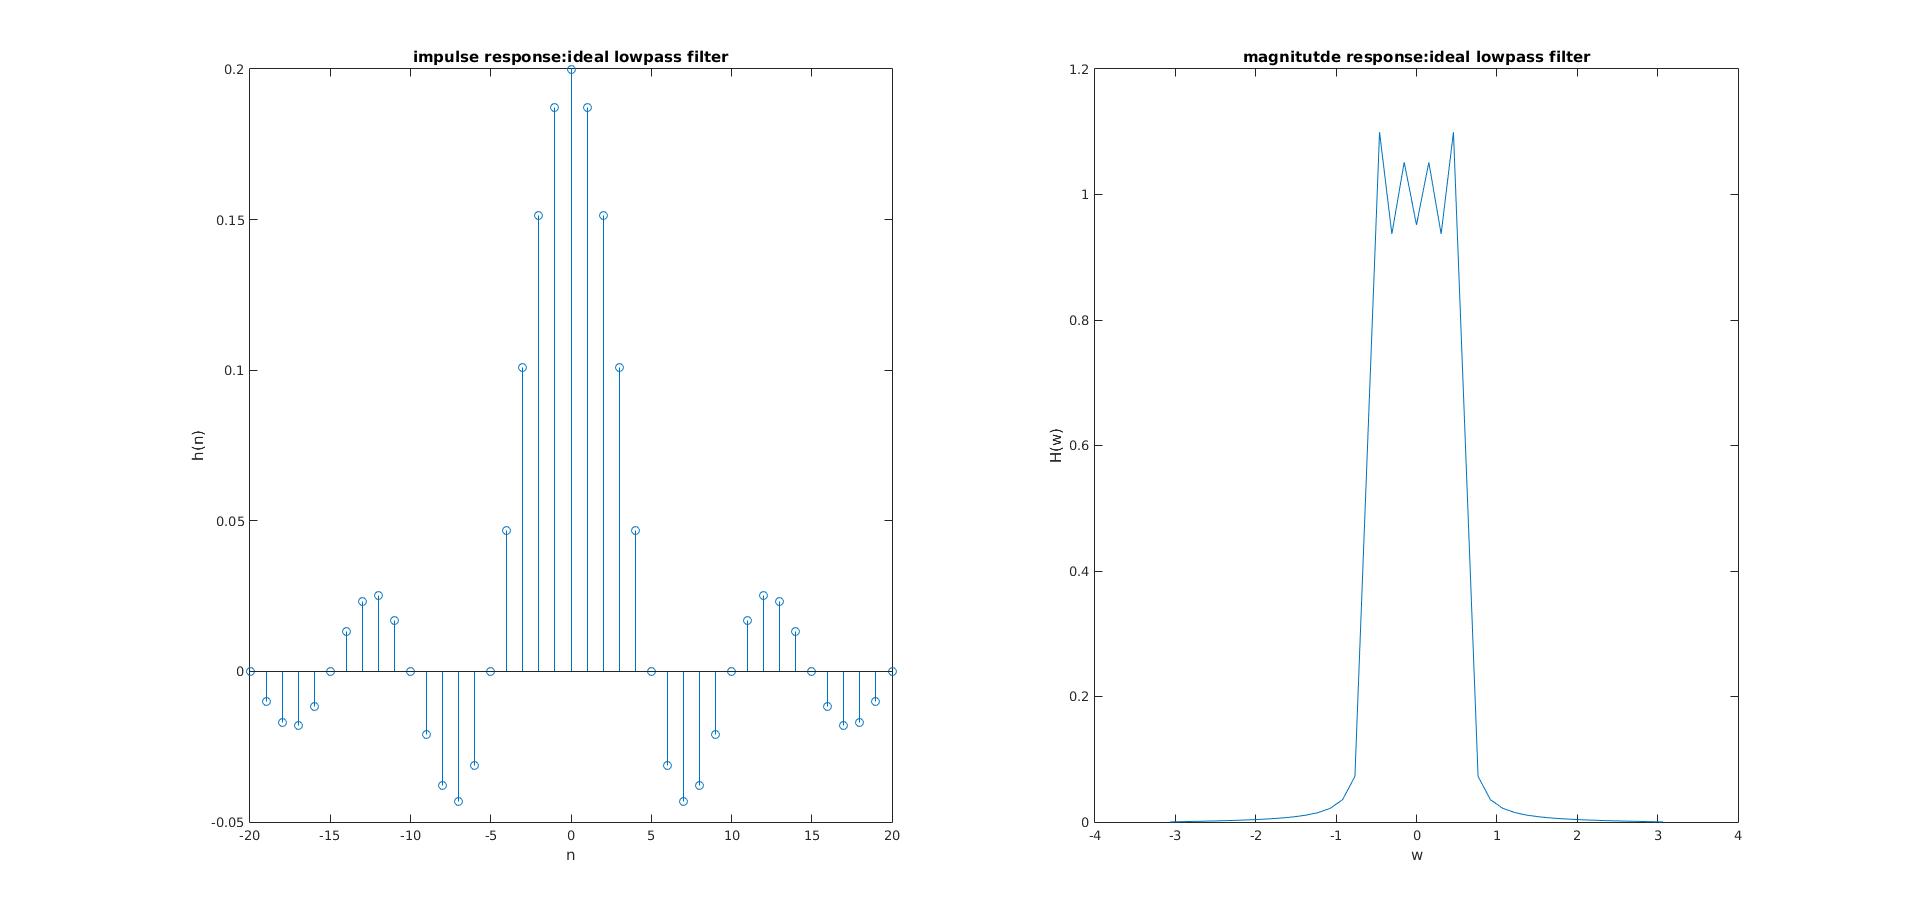 impulse response:ideal lowpass filter
0.2
0.15
0.1
0.05
0
-0.05
h(n)
-20 -15 -10 -5 0 5 10 15 20
n
magnitutde response:ideal lowpass filter
1.2
1
0.8
0.6
0.4
0.2
0
H(w)
-4 -3 -2 -1 0 1 2 3 4
w